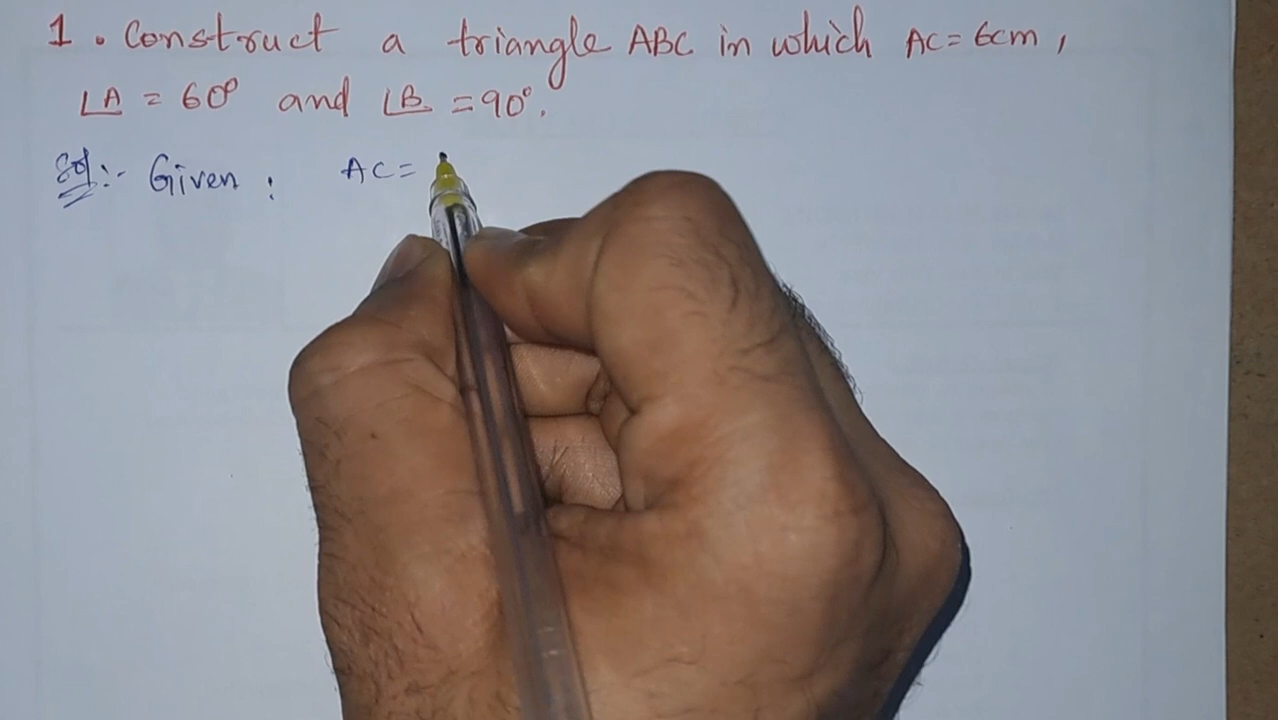 1. Construct a triangle ABC in which AC = 6cm,
∠A = 60° and ∠B = 90°.
Sol:- Given : AC =